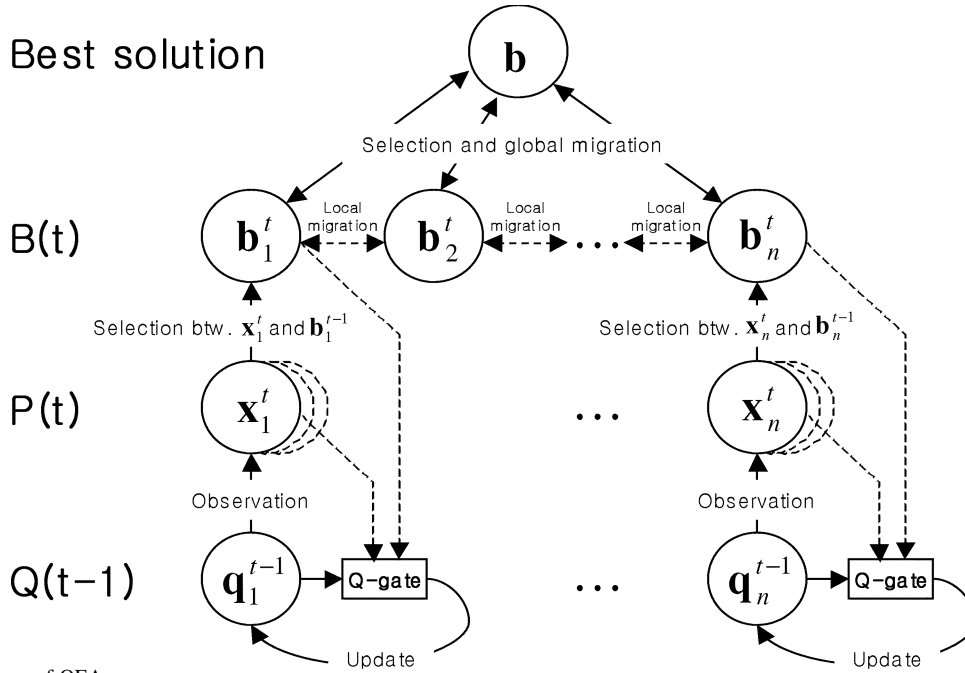 Best solution
b
Selection and global migration
B(t)
b_1^t
Local
migration
b_2^t
Local
migration
...
Local
migration
b_n^t
Selection btw. x_1^t and b_1^{t-1}
Selection btw. x_n^t and b_n^{t-1}
P(t)
x_1^t
...
x_n^t
Observation
Observation
Q(t-1)
q_1^{t-1}
Q-gate
...
q_n^{t-1}
Q-gate
Update
Update